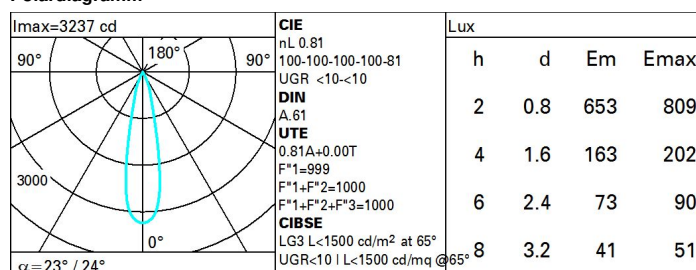 Imax=3237 cd
90° 180° 90°
3000
0°
α=23° / 24°
CIE
nL 0.81
100-100-100-100-81
UGR <10-<10
DIN
A.61
UTE
0.81A+0.00T
F"1=999
F"1+F"2=1000
F"1+F"2+F"3=1000
CIBSE
LG3 L<1500 cd/m² at 65°
UGR<10 | L<1500 cd/mq @65°
Lux
h d Em Emax
2 0.8 653 809
4 1.6 163 202
6 2.4 73 90
8 3.2 41 51